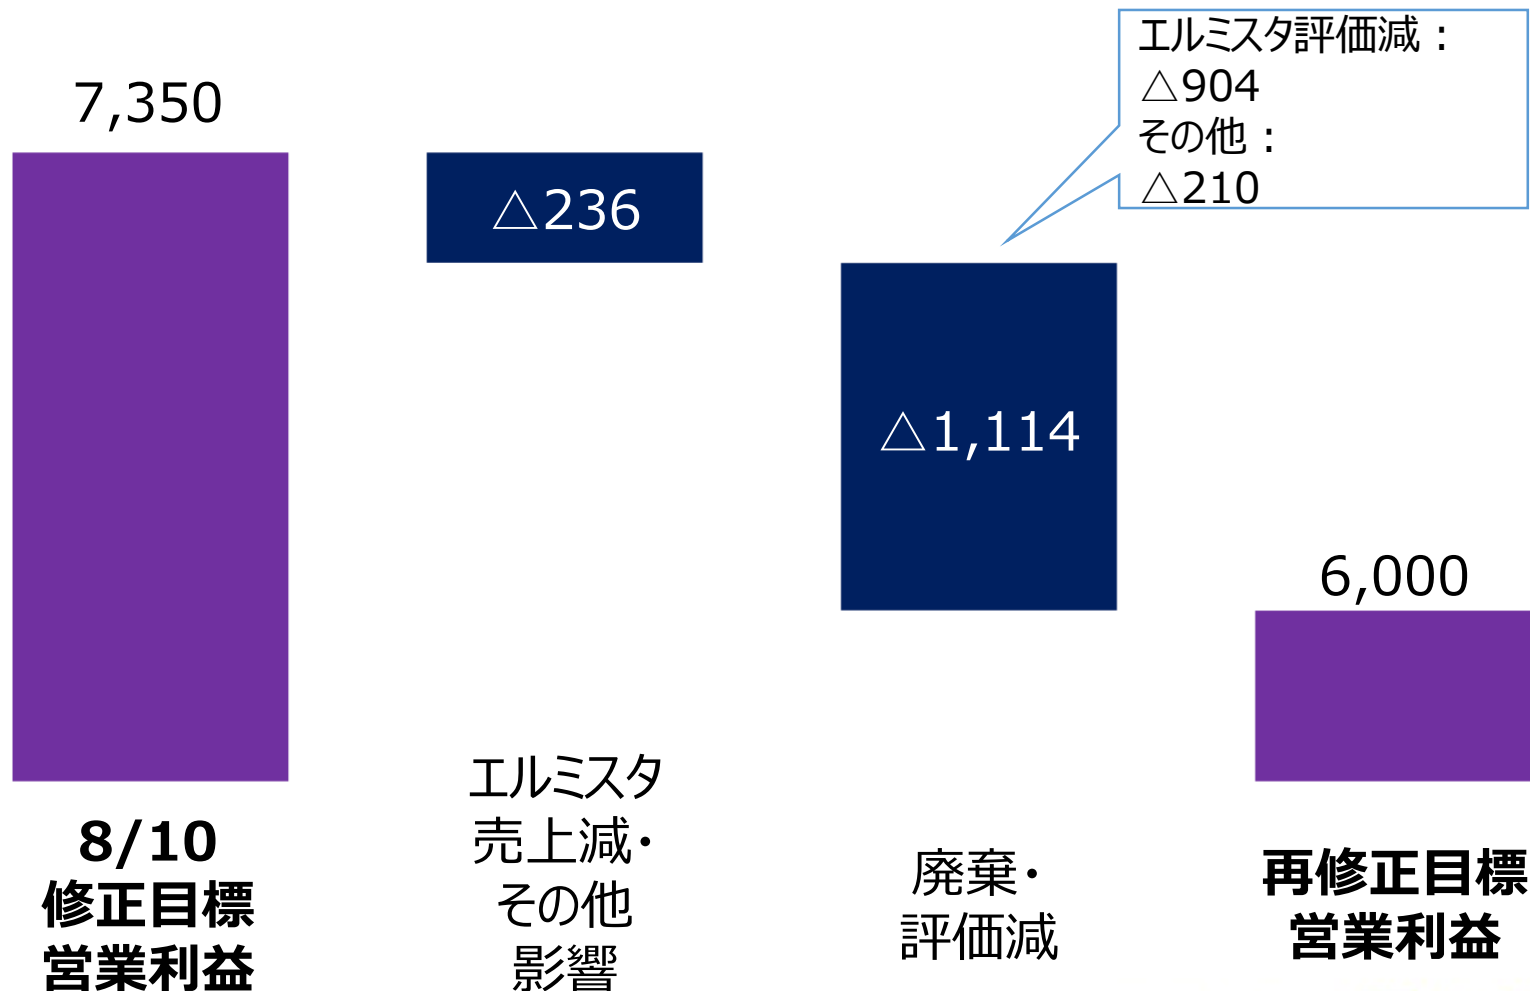 エルミスタ評価減：
△904
その他：
△210
7,350
△236
△1,114
6,000
8/10
修正目標
営業利益
エルミスタ
売上減・
その他
影響
廃棄・
評価減
再修正目標
営業利益